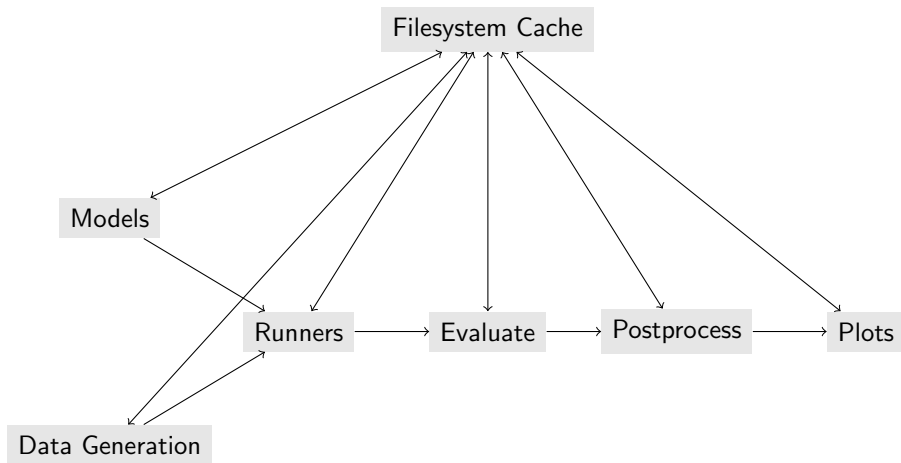 Filesystem Cache
Models
Runners
Evaluate
Postprocess
Plots
Data Generation